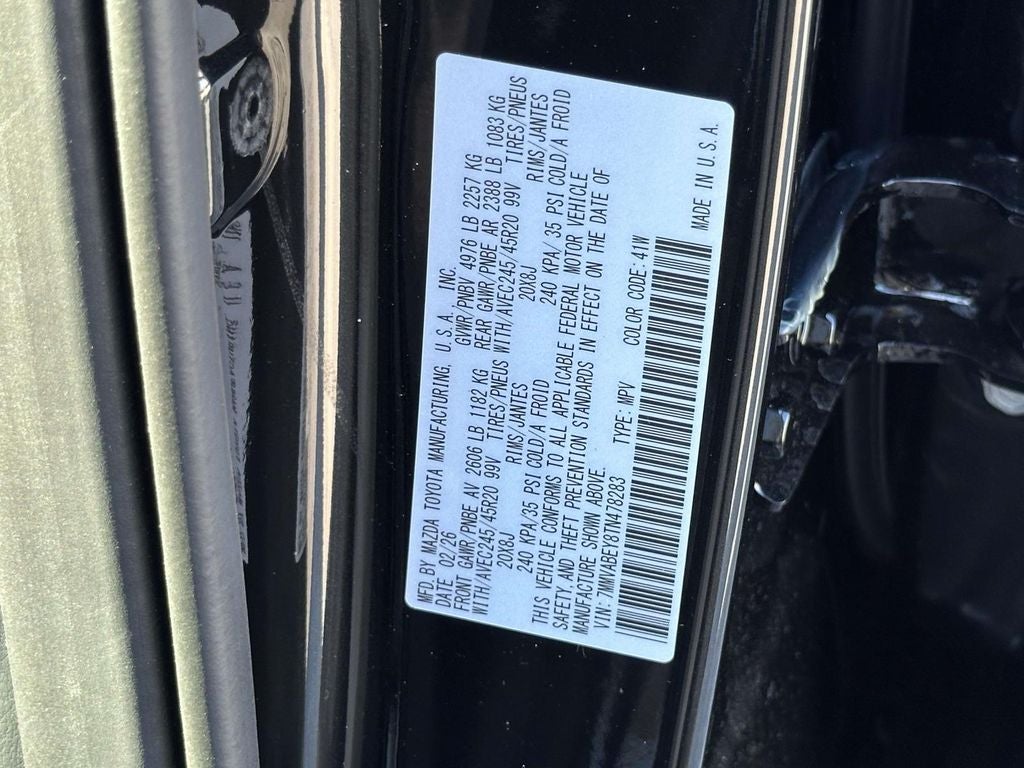 MFD.BY MAZDA TOYOTA MANUFACTURING, U.S.A. INC.
DATE 02/26 GVWR/PNBV 4976 LB 2257 KG
FRONT GAWR/PNBE AV 2606 LB 1182 KG REAR GAWR/PNBE AR 2388 LB 1083 KG
WITH/AVEC245/45R20 99V TIRES/PNEUS WITH/AVEC245/45R20 99V TIRES/PNEUS
20X8J RIMS/JANTES 20X8J RIMS/JANTES
240 KPA/35 PSI COLD/A FROID 240 KPA/ 35 PSI COLD/A FROID
THIS VEHICLE CONFORMS TO ALL APPLICABLE FEDERAL MOTOR VEHICLE
SAFETY, AND THEFT PREVENTION STANDARDS IN EFFECT ON THE DATE OF
MANUFACTURE SHOWN ABOVE.
VIN: 7MMVABEY8TN478283 TYPE: MPV COLOR CODE-41W
MADE IN U.S.A.